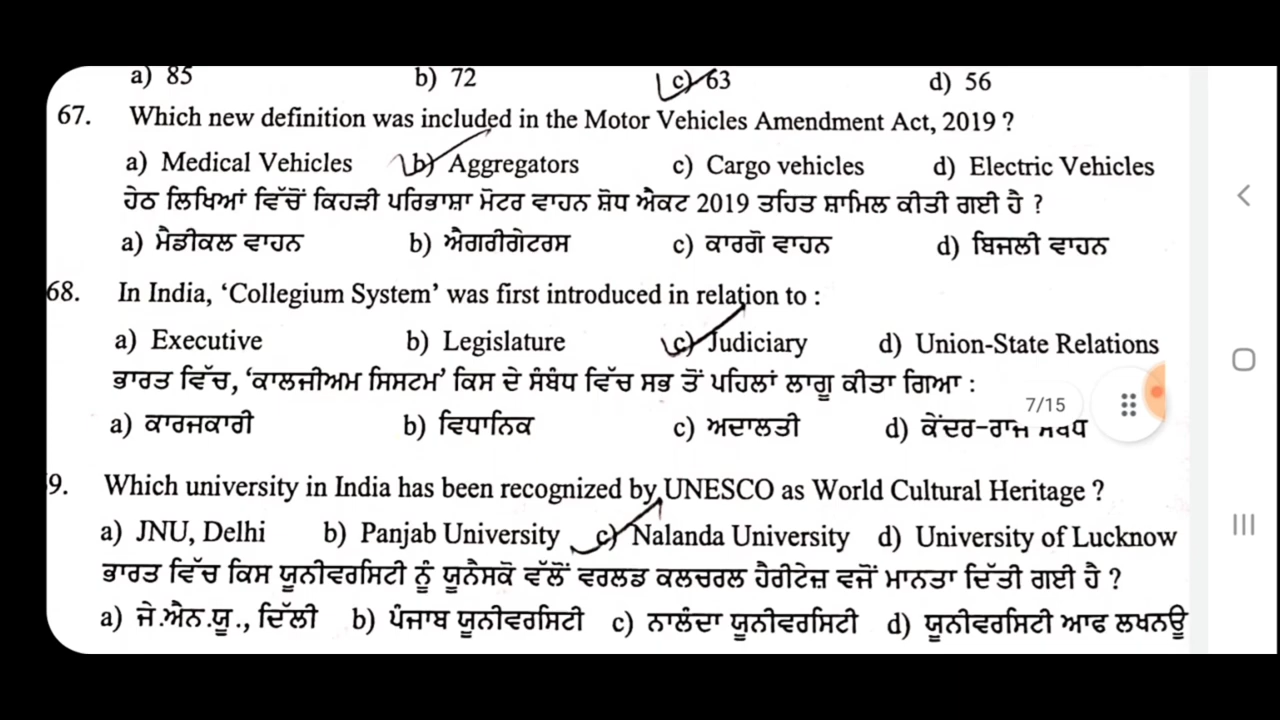 a) 85 b) 72 c) 63 d) 56
67. Which new definition was included in the Motor Vehicles Amendment Act, 2019 ?
a) Medical Vehicles b) Aggregators c) Cargo vehicles d) Electric Vehicles
ਹੇਠ ਲਿਖਿਆਂ ਵਿੱਚੋਂ ਕਿਹੜੀ ਪਰਿਭਾਸ਼ਾ ਮੋਟਰ ਵਾਹਨ ਸ਼ੋਧ ਐਕਟ 2019 ਤਹਿਤ ਸ਼ਾਮਿਲ ਕੀਤੀ ਗਈ ਹੈ ?
a) ਮੈਡੀਕਲ ਵਾਹਨ b) ਐਗਰੀਗੇਟਰਸ c) ਕਾਰਗੋ ਵਾਹਨ d) ਬਿਜਲੀ ਵਾਹਨ
68. In India, ‘Collegium System’ was first introduced in relation to :
a) Executive b) Legislature c) Judiciary d) Union-State Relations
ਭਾਰਤ ਵਿੱਚ, ‘ਕਾਲਜੀਅਮ ਸਿਸਟਮ’ ਕਿਸ ਦੇ ਸੰਬੰਧ ਵਿੱਚ ਸਭ ਤੋਂ ਪਹਿਲਾਂ ਲਾਗੂ ਕੀਤਾ ਗਿਆ :
7/15
a) ਕਾਰਜਕਾਰੀ b) ਵਿਧਾਨਿਕ c) ਅਦਾਲਤੀ d) ਕੇਂਦਰ-ਰਾਜ
9. Which university in India has been recognized by UNESCO as World Cultural Heritage ?
a) JNU, Delhi b) Panjab University c) Nalanda University d) University of Lucknow
ਭਾਰਤ ਵਿੱਚ ਕਿਸ ਯੂਨੀਵਰਸਿਟੀ ਨੂੰ ਯੂਨੈਸਕੋ ਵੱਲੋਂ ਵਰਲਡ ਕਲਚਰਲ ਹੈਰੀਟੇਜ਼ ਵਜੋਂ ਮਾਨਤਾ ਦਿੱਤੀ ਗਈ ਹੈ ?
a) ਜੇ.ਐਨ.ਯੂ., ਦਿੱਲੀ b) ਪੰਜਾਬ ਯੂਨੀਵਰਸਿਟੀ c) ਨਾਲੰਦਾ ਯੂਨੀਵਰਸਿਟੀ d) ਯੂਨੀਵਰਸਿਟੀ ਆਫ ਲਖਨਊ